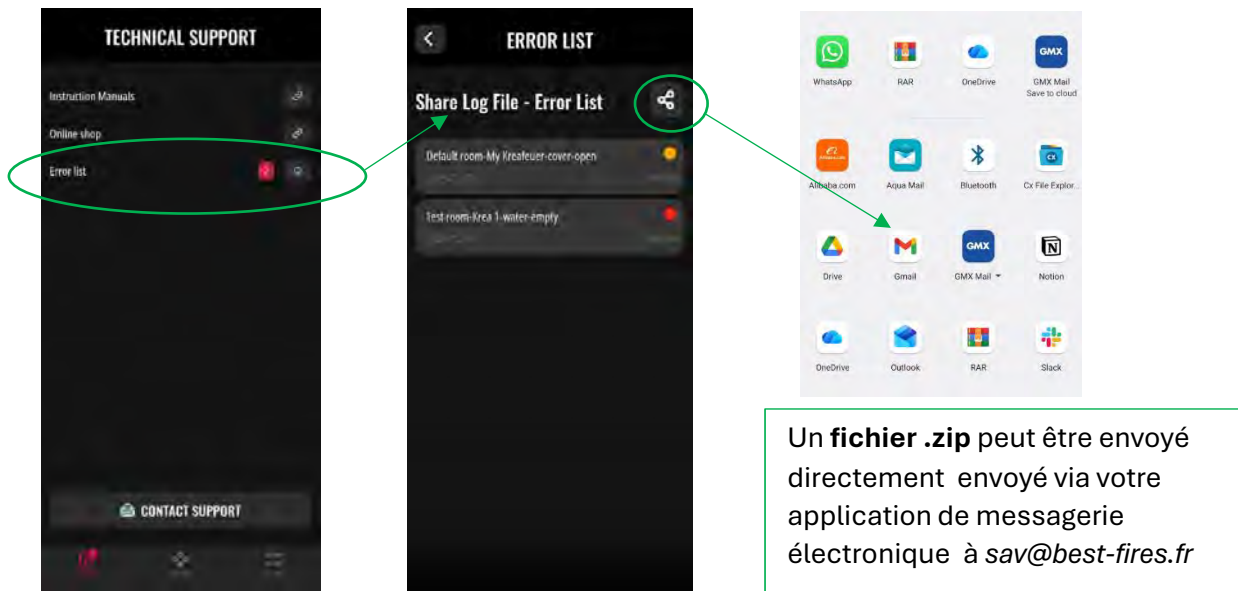 TECHNICAL SUPPORT
Instruction Manuals
Online shop
Error list
CONTACT SUPPORT
ERROR LIST
Share Log File - Error List
Default room-My Kreafeuer-cover-open
Test room-Krea 1-water-empty
WhatsApp
RAR
OneDrive
GMX
GMX Mail
Save to cloud
Alibaba.com
Aqua Mail
Bluetooth
CX
Cx File Explor...
Drive
Gmail
GMX
GMX Mail
Notion
OneDrive
Outlook
RAR
Slack
Un fichier .zip peut être envoyé
directement envoyé via votre
application de messagerie
électronique à sav@best-fires.fr